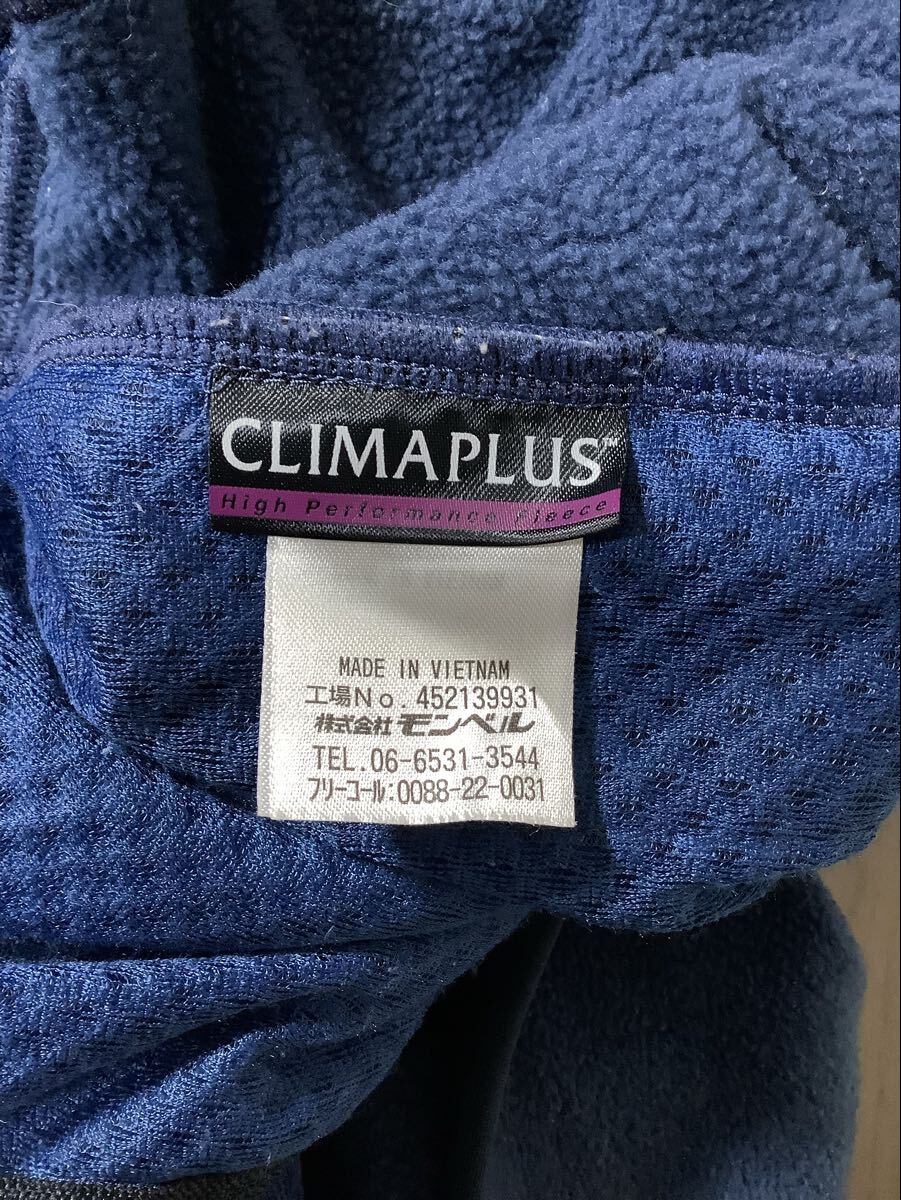 CLIMAPLUS™
High Performance Fleece
MADE IN VIETNAM
工場No.452139931
株式会社モンベル
TEL.06-6531-3544
フリーコール:0088-22-0031